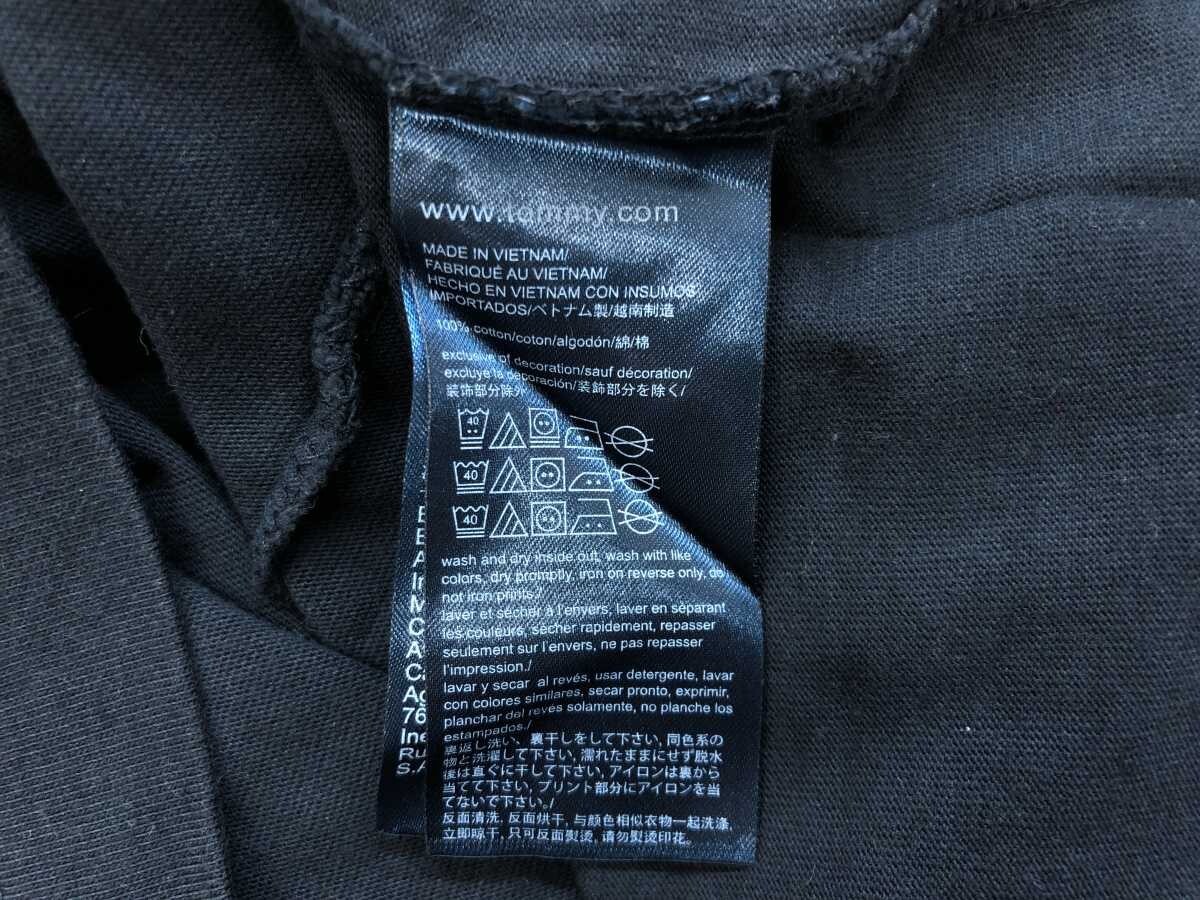 www.tommy.com
MADE IN VIETNAM/
FABRIQUÉ AU VIETNAM/
HECHO EN VIETNAM CON INSUMOS
IMPORTADOS/ベトナム製/越南制造
100% cotton/coton/algodón/綿/棉
exclusive of decoration/sauf décoration/
excluye la decoración/装飾部分を除く/
装饰部分除外
40
40
40
wash and dry inside out, wash with like
colors, dry promptly, iron on reverse only, do
not iron prints./
laver et sécher à l'envers, laver en séparant
les couleurs, sécher rapidement, repasser
seulement sur l'envers, ne pas repasser
l'impression./
lavar y secar al revés, usar detergente, lavar
con colores similares, secar pronto, exprimir,
planchar del revés solamente, no planche los
estampados./
裏返し洗い、裏干しをして下さい, 同色系の
物と洗濯して下さい, 濡れたままにせず脱水
後は直ぐに干して下さい, アイロンは裏から
当てて下さい, プリント部分にアイロンを当
てないで下さい。/
反面清洗, 反面烘干, 与颜色相似衣物一起洗涤,
立即晾干, 只可反面熨烫, 请勿熨烫印花。
76
S.A